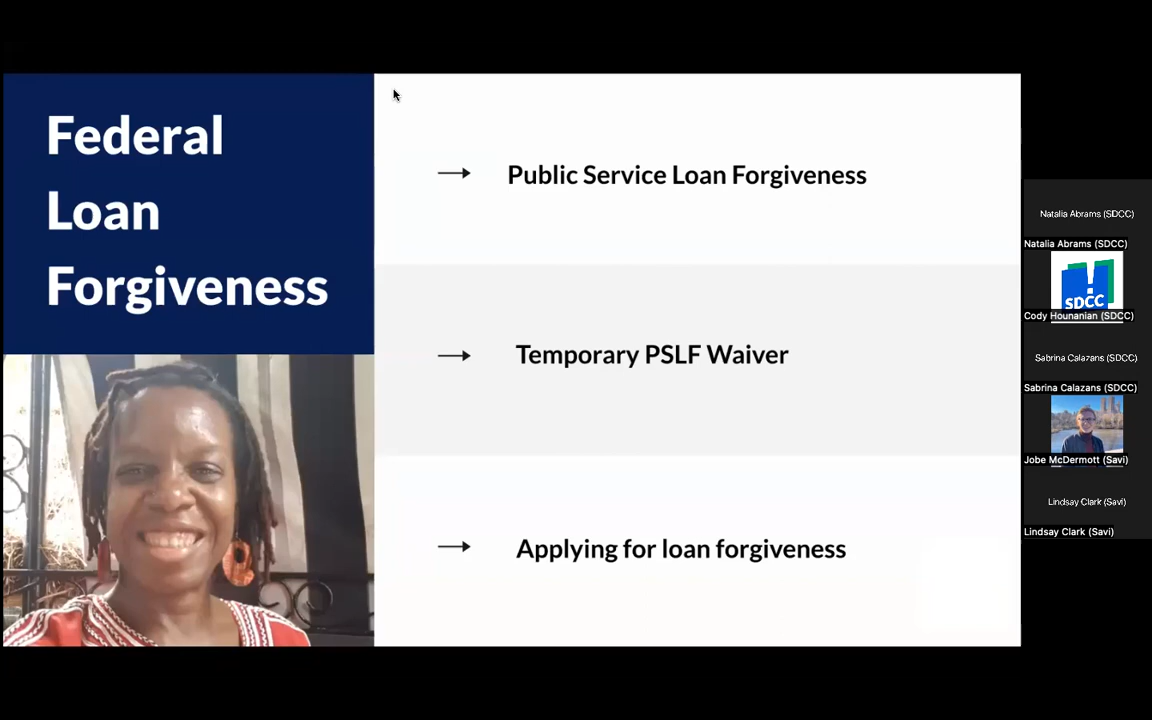 Federal
Loan
Forgiveness
Public Service Loan Forgiveness
Temporary PSLF Waiver
Applying for loan forgiveness
Natalia Abrams (SDCC)
Natalia Abrams (SDCC)
SDCC
Cody Hounanian (SDCC)
Sabrina Calazans (SDCC)
Sabrina Calazans (SDCC)
Jobe McDermott (Savi)
Lindsay Clark (Savi)
Lindsay Clark (Savi)